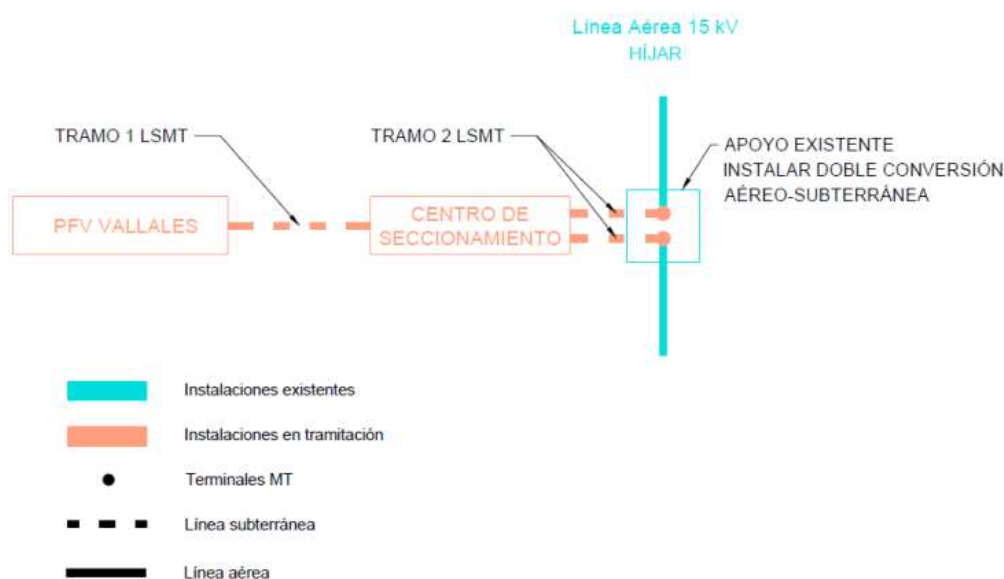 Línea Aérea 15 kV
HÍJAR
TRAMO 1 LSMT
TRAMO 2 LSMT
APOYO EXISTENTE
INSTALAR DOBLE CONVERSIÓN
AÉREO-SUBTERRÁNEA
PFV VALLALES
CENTRO DE
SECCIONAMIENTO
Instalaciones existentes
Instalaciones en tramitación
Terminales MT
Línea subterránea
Línea aérea